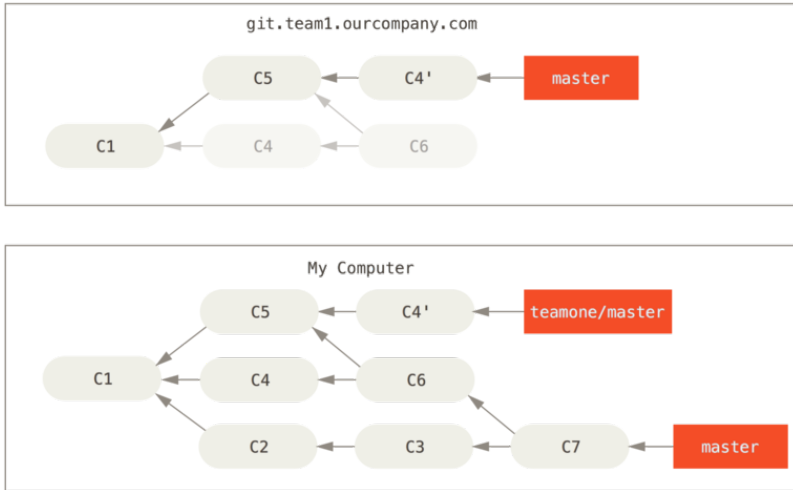 git.team1.ourcompany.com
C5 C4' master
C1 C4 C6
My Computer
C5 C4' teamone/master
C1 C4 C6
C2 C3 C7 master